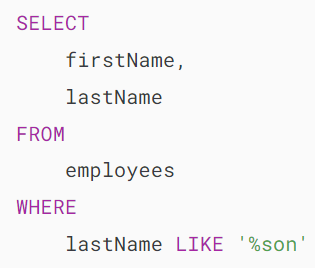 SELECT
    firstName,
    lastName
FROM
    employees
WHERE
    lastName LIKE '%son'